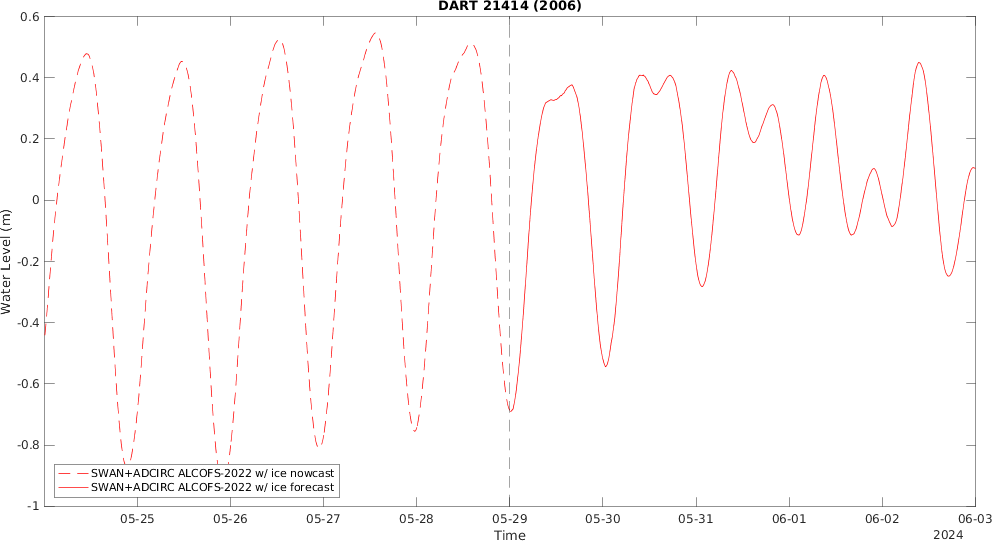 DART 21414 (2006)
0.6
0.4
0.2
0
-0.2
-0.4
-0.6
-0.8
-1
Water Level (m)
SWAN+ADCIRC ALCOFS-2022 w/ ice nowcast
SWAN+ADCIRC ALCOFS-2022 w/ ice forecast
05-25 05-26 05-27 05-28 05-29 05-30 05-31 06-01 06-02 06-03
Time
2024